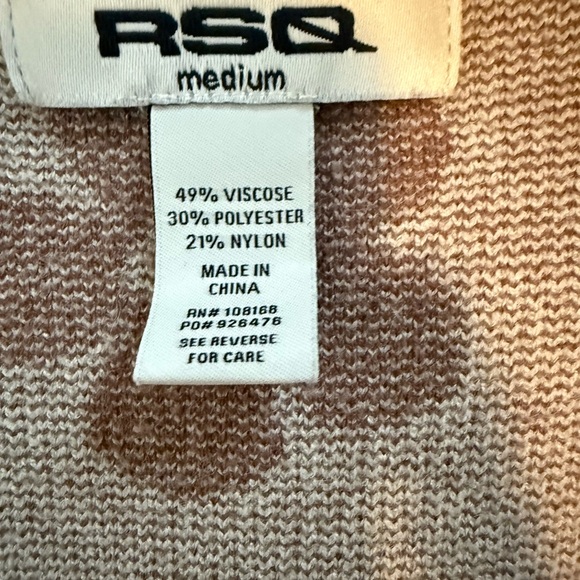 RSQ
medium
49% VISCOSE
30% POLYESTER
21% NYLON
MADE IN
CHINA
RN# 108168
PO# 926476
SEE REVERSE
FOR CARE